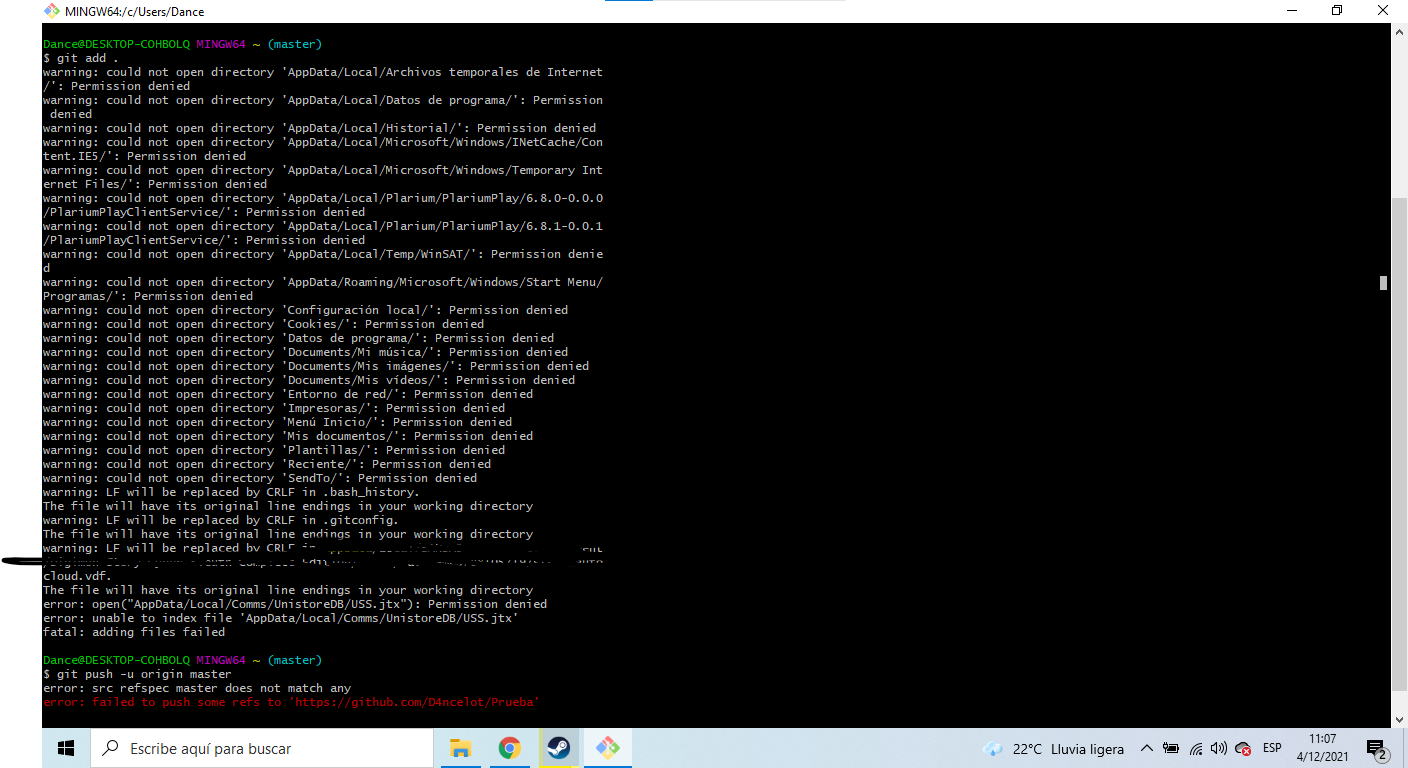 MINGW64:/c/Users/Dance
Dance@DESKTOP-COHBOLQ MINGW64 ~ (master)
$ git add .
warning: could not open directory 'AppData/Local/Archivos temporales de Internet
/': Permission denied
warning: could not open directory 'AppData/Local/Datos de programa/': Permission
denied
warning: could not open directory 'AppData/Local/Historial/': Permission denied
warning: could not open directory 'AppData/Local/Microsoft/Windows/INetCache/Con
tent.IE5/': Permission denied
warning: could not open directory 'AppData/Local/Microsoft/Windows/Temporary Int
ernet Files/': Permission denied
warning: could not open directory 'AppData/Local/Plarium/PlariumPlay/6.8.0-0.0.0
/PlariumPlayClientService/': Permission denied
warning: could not open directory 'AppData/Local/Plarium/PlariumPlay/6.8.1-0.0.1
/PlariumPlayClientService/': Permission denied
warning: could not open directory 'AppData/Local/Temp/WinSAT/': Permission denie
d
warning: could not open directory 'AppData/Roaming/Microsoft/Windows/Start Menu/
Programas/': Permission denied
warning: could not open directory 'Configuración local/': Permission denied
warning: could not open directory 'Cookies/': Permission denied
warning: could not open directory 'Datos de programa/': Permission denied
warning: could not open directory 'Documents/Mi música/': Permission denied
warning: could not open directory 'Documents/Mis imágenes/': Permission denied
warning: could not open directory 'Documents/Mis vídeos/': Permission denied
warning: could not open directory 'Entorno de red/': Permission denied
warning: could not open directory 'Impresoras/': Permission denied
warning: could not open directory 'Menú Inicio/': Permission denied
warning: could not open directory 'Mis documentos/': Permission denied
warning: could not open directory 'Plantillas/': Permission denied
warning: could not open directory 'Reciente/': Permission denied
warning: could not open directory 'SendTo/': Permission denied
warning: LF will be replaced by CRLF in .bash_history.
The file will have its original line endings in your working directory
warning: LF will be replaced by CRLF in .gitconfig.
The file will have its original line endings in your working directory
warning: LF will be replaced by CRLF in
cloud.vdf.
The file will have its original line endings in your working directory
error: open("AppData/Local/Comms/UnistoreDB/USS.jtx"): Permission denied
error: unable to index file 'AppData/Local/Comms/UnistoreDB/USS.jtx'
fatal: adding files failed
Dance@DESKTOP-COHBOLQ MINGW64 ~ (master)
$ git push -u origin master
error: src refspec master does not match any
error: failed to push some refs to 'https://github.com/D4ncelot/Prueba'
Escribe aquí para buscar
22°C Lluvia ligera
ESP
11:07
4/12/2021
2